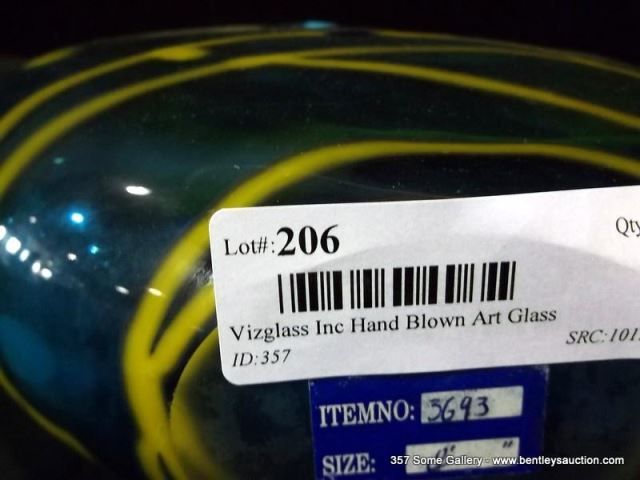 Lot#: 206 Qty
Vizglass Inc Hand Blown Art Glass
ID:357 SRC:101
ITEMNO: 3693
SIZE:
357 Some Gallery - www.bentleysauction.com